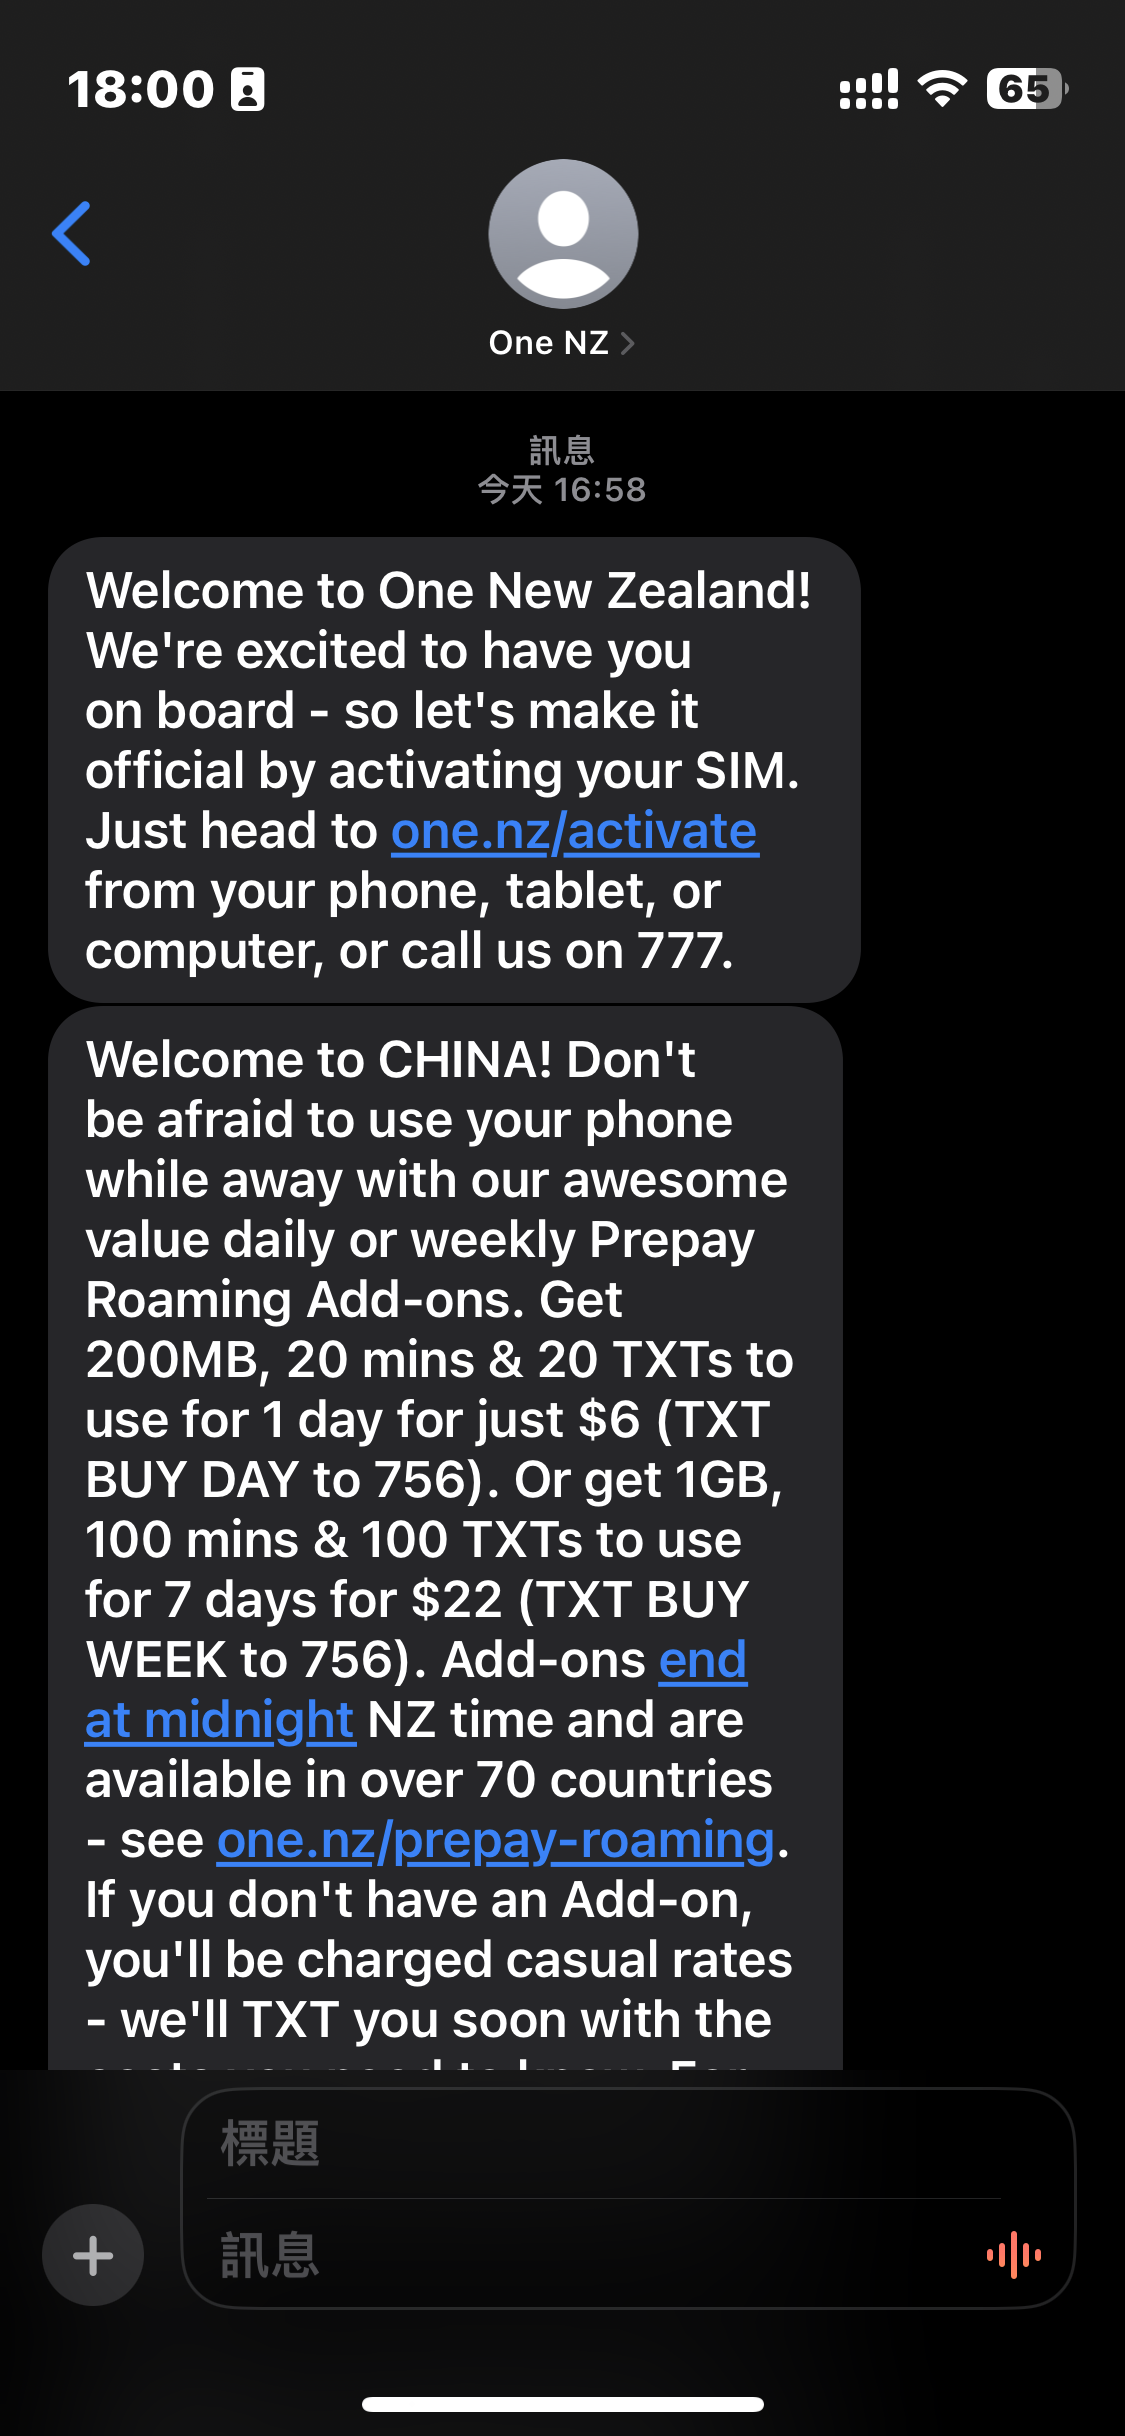 18:00
65
One NZ
訊息
今天 16:58
Welcome to One New Zealand!
We're excited to have you
on board - so let's make it
official by activating your SIM.
Just head to one.nz/activate
from your phone, tablet, or
computer, or call us on 777.
Welcome to CHINA! Don't
be afraid to use your phone
while away with our awesome
value daily or weekly Prepay
Roaming Add-ons. Get
200MB, 20 mins & 20 TXTs to
use for 1 day for just $6 (TXT
BUY DAY to 756). Or get 1GB,
100 mins & 100 TXTs to use
for 7 days for $22 (TXT BUY
WEEK to 756). Add-ons end
at midnight NZ time and are
available in over 70 countries
- see one.nz/prepay-roaming.
If you don't have an Add-on,
you'll be charged casual rates
- we'll TXT you soon with the
you need to know. For
標題
訊息